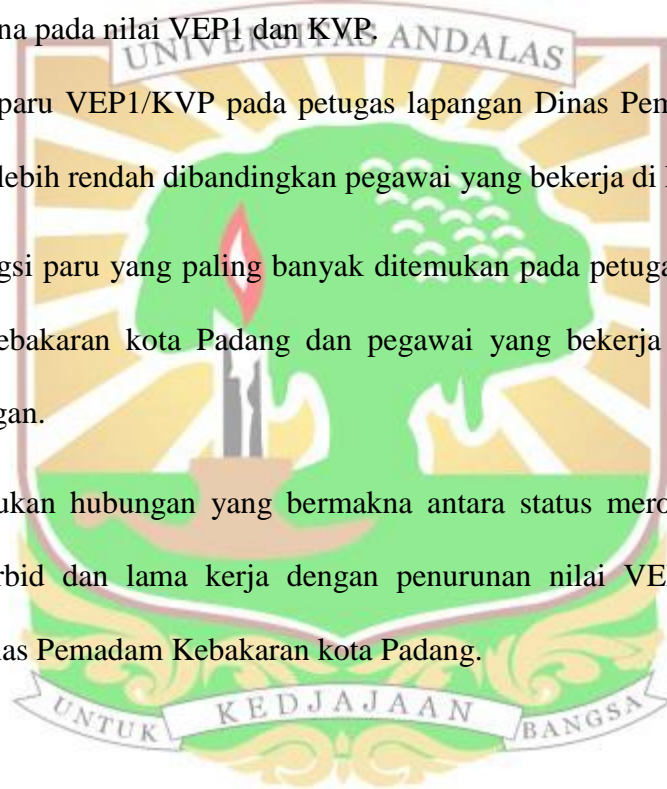 na pada nilai VEP1 dan KVP.
UNIVERSITAS ANDALAS
paru VEP1/KVP pada petugas lapangan Dinas Pem
lebih rendah dibandingkan pegawai yang bekerja di
gsi paru yang paling banyak ditemukan pada petuga
ebakaran kota Padang dan pegawai yang bekerja
gan.
ukan hubungan yang bermakna antara status mero
rbid dan lama kerja dengan penurunan nilai VE
as Pemadam Kebakaran kota Padang.
UNTUK KEDJAJAAN BANGSA